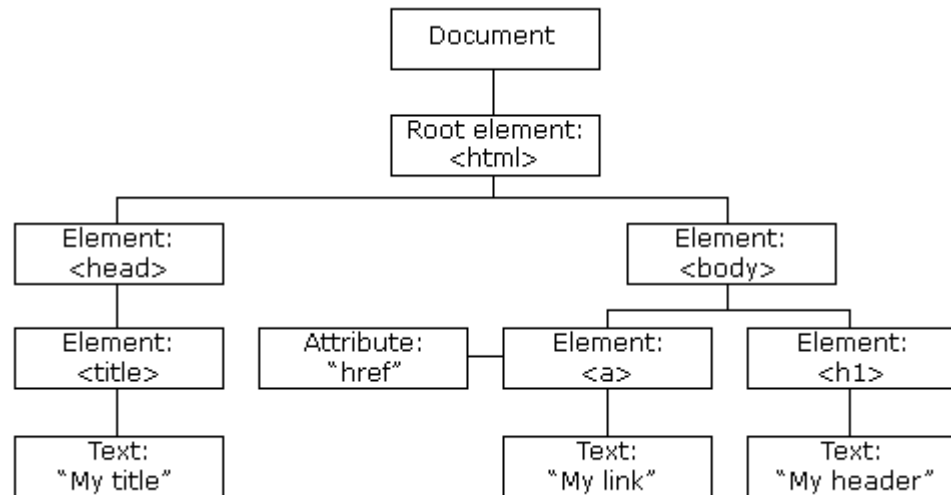 Document
Root element:
<html>
Element:
<head>
Element:
<body>
Element:
<title>
Attribute:
“href”
Element:
<a>
Element:
<h1>
Text:
“My title”
Text:
“My link”
Text:
“My header”